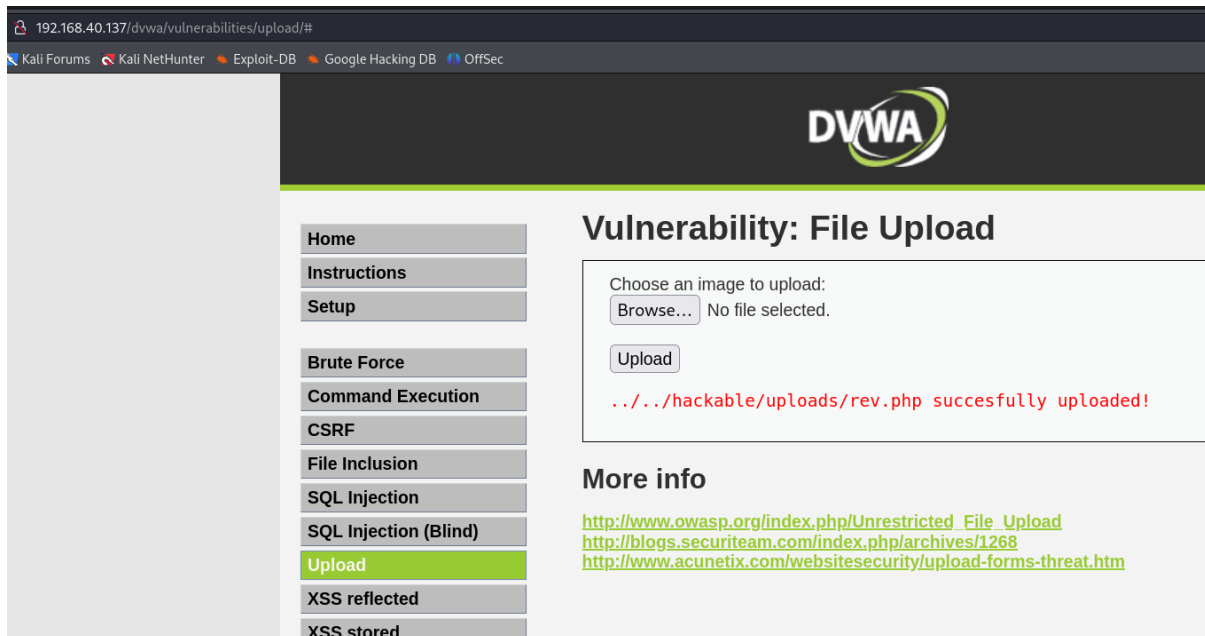 192.168.40.137/dvwa/vulnerabilities/upload/#
Kali Forums Kali NetHunter Exploit-DB Google Hacking DB OffSec
DVWA
Home
Instructions
Setup
Brute Force
Command Execution
CSRF
File Inclusion
SQL Injection
SQL Injection (Blind)
Upload
XSS reflected
XSS stored
Vulnerability: File Upload
Choose an image to upload:
Browse... No file selected.
Upload
../../hackable/uploads/rev.php succesfully uploaded!
More info
http://www.owasp.org/index.php/Unrestricted_File_Upload
http://blogs.securiteam.com/index.php/archives/1268
http://www.acunetix.com/websitesecurity/upload-forms-threat.htm